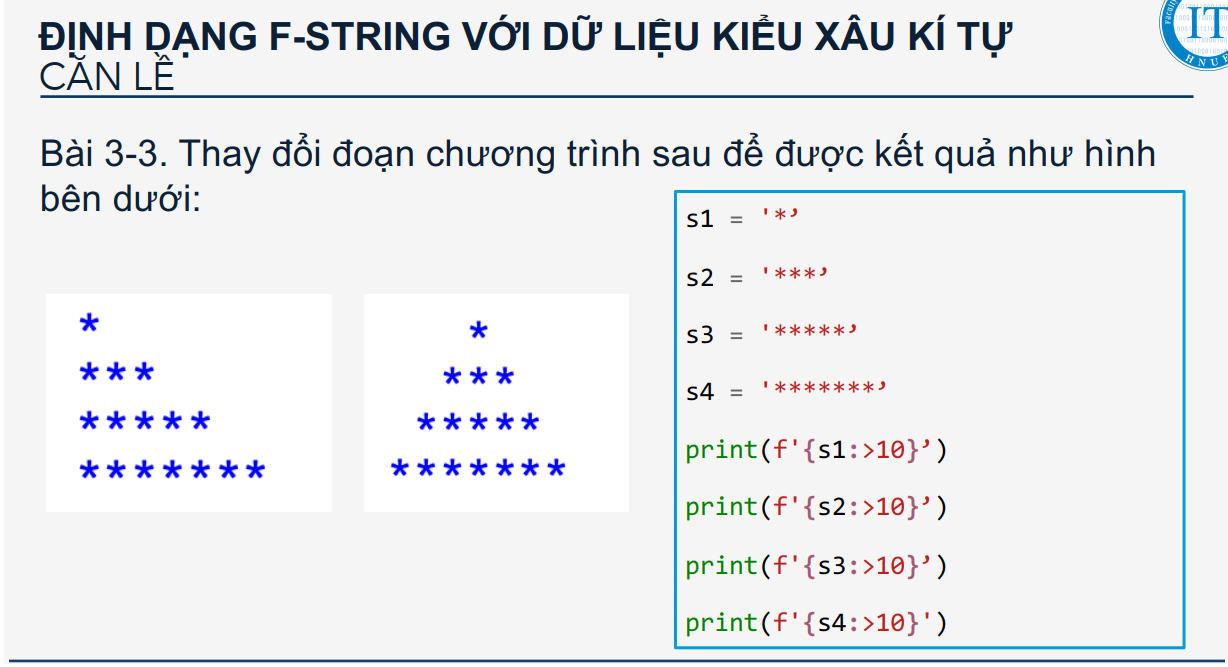 ĐỊNH DẠNG F-STRING VỚI DỮ LIỆU KIỂU XÂU KÍ TỰ
CĂN LỀ
IT
HNUE
Bài 3-3. Thay đổi đoạn chương trình sau để được kết quả như hình
bên dưới:
*
***
*****
*******
*
***
*****
*******
s1 = '*’
s2 = '***’
s3 = '*****’
s4 = '*******’
print(f'{s1:>10}’)
print(f'{s2:>10}’)
print(f'{s3:>10}’)
print(f'{s4:>10}')